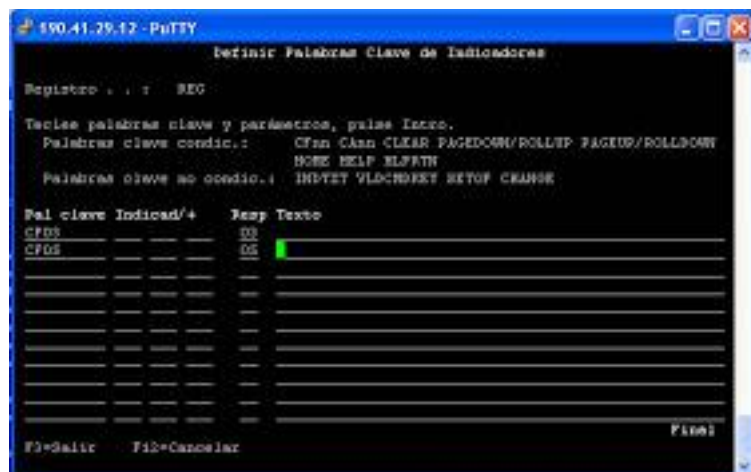 190.41.29.12 - PuTTY
Definir Palabras Clave de Indicadores
Registro . . : REG
Teclee palabras clave y parámetros, pulse Intro.
Palabras clave condic.: CFnn CAnn CLEAR PAGEDOWN/ROLLUP PAGEUP/ROLLDOWN
HOME HELP HLPRTN
Palabras clave no condic.: INDTXT VLDCMDKEY SETOF CHANGE
Pal clave Indicad/+ Resp Texto
CF03 03
CF05 05
Final
F3=Salir F12=Cancelar